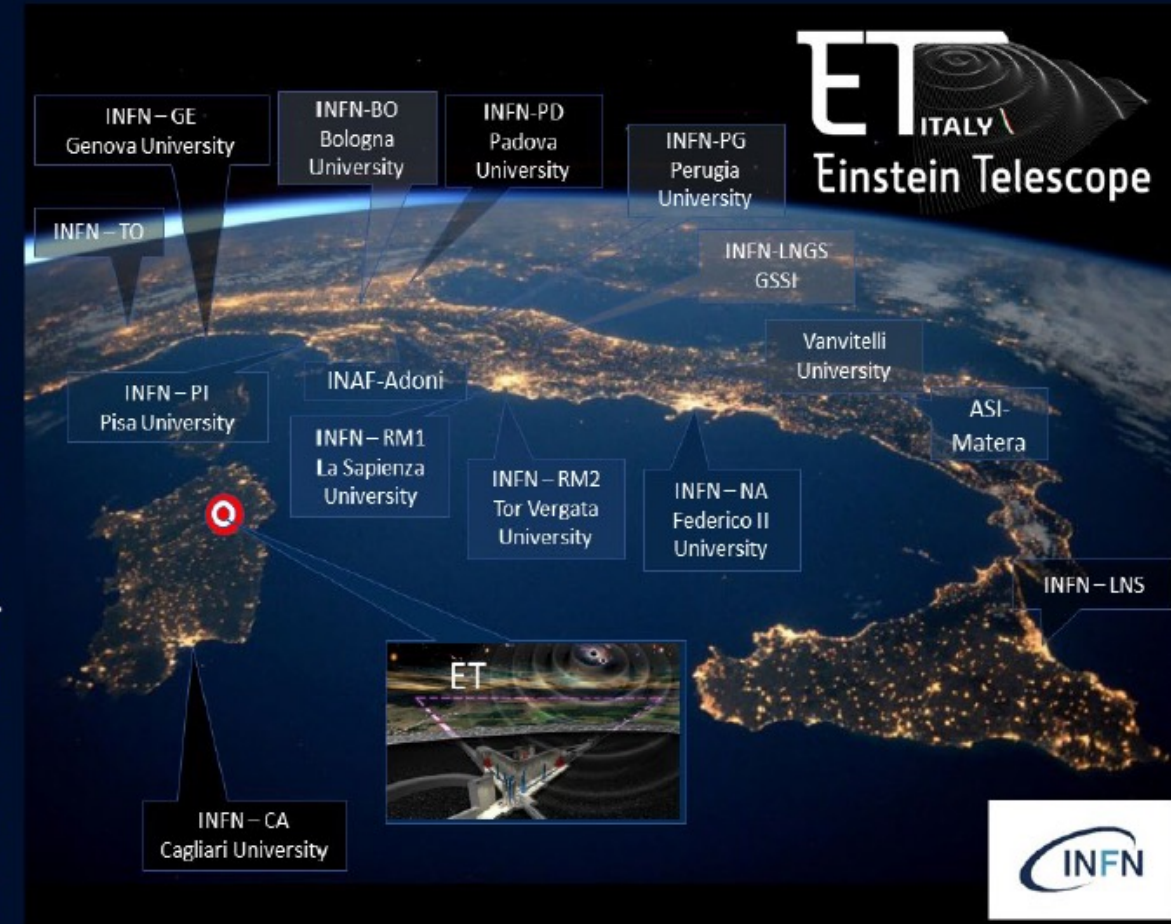 ET
ITALY
Einstein Telescope
INFN – GE
Genova University
INFN-BO
Bologna
University
INFN-PD
Padova
University
INFN-PG
Perugia
University
INFN – TO
INFN-LNGS
GSSI
Vanvitelli
University
INFN – PI
Pisa University
INAF-Adoni
ASI-
Matera
INFN – RM1
La Sapienza
University
INFN – RM2
Tor Vergata
University
INFN – NA
Federico II
University
INFN – LNS
ET
INFN – CA
Cagliari University
INFN